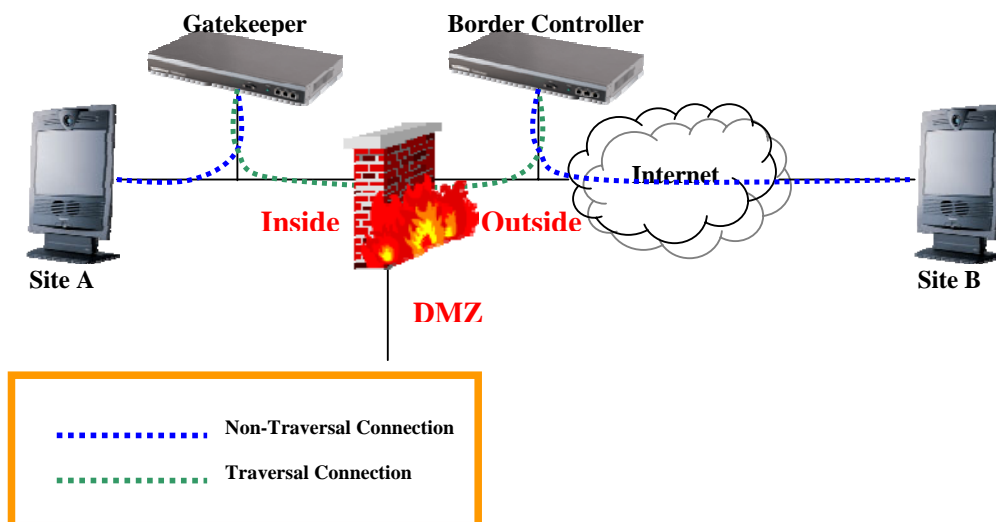 Gatekeeper
Border Controller
Internet
Inside
Outside
Site A
Site B
DMZ
Non-Traversal Connection
Traversal Connection